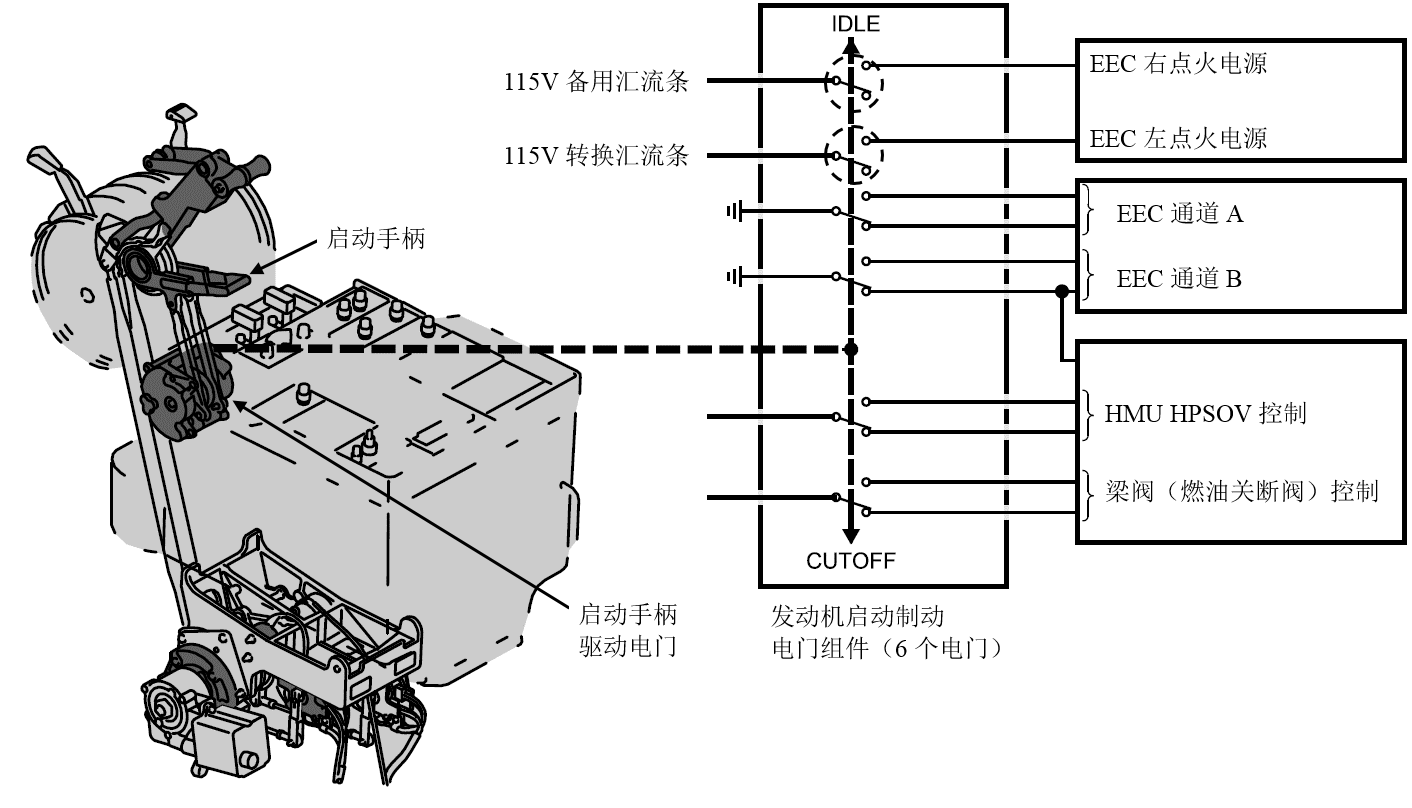 IDLE
115V 备用汇流条
EEC 右点火电源
115V 转换汇流条
EEC 左点火电源
EEC 通道 A
启动手柄
EEC 通道 B
HMU HPSOV 控制
梁阀（燃油关断阀）控制
CUTOFF
启动手柄
驱动电门
发动机启动制动
电门组件（6 个电门）